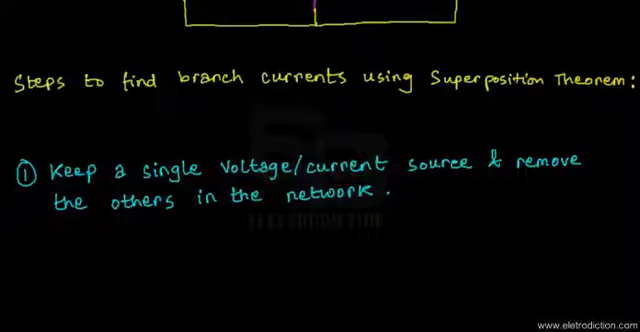 Steps to find branch currents using Superposition Theorem:
① Keep a single voltage/current source & remove
the others in the network.
www.eletrodiction.com